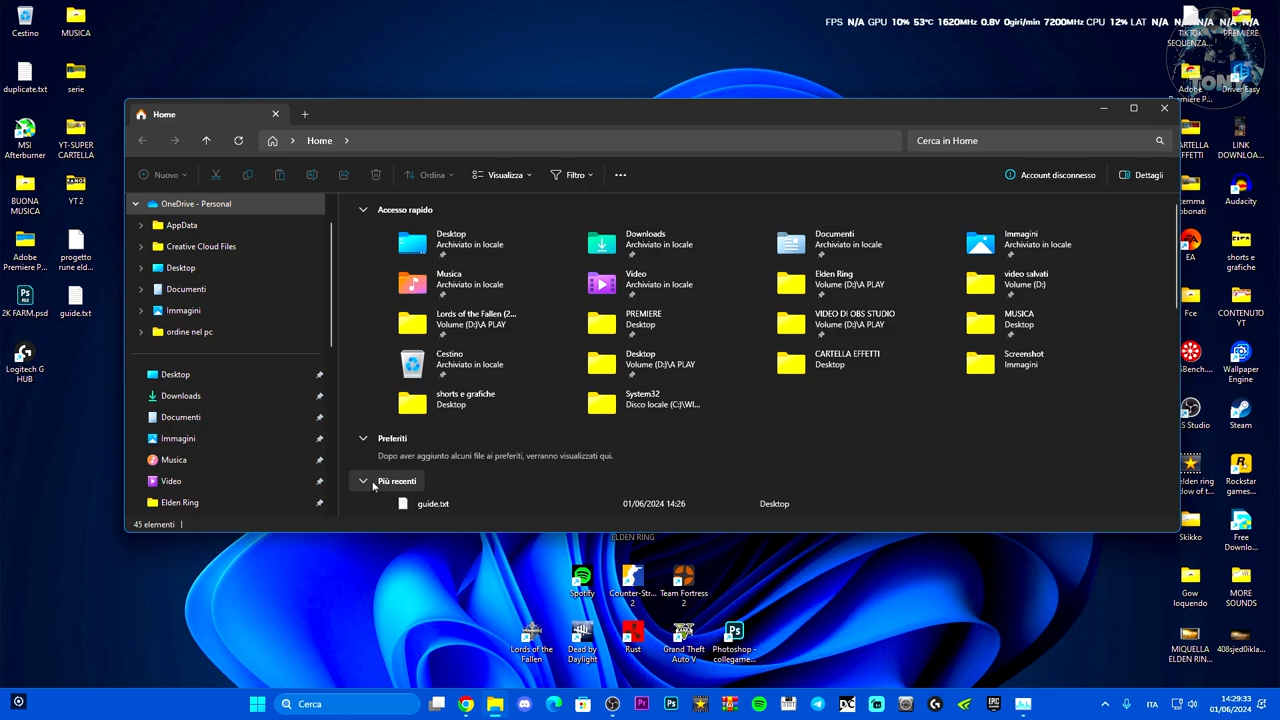 Cestino
MUSICA
FPS N/A GPU 10% 53°C 1620MHz 0.8V 0giri/min 7200MHz CPU 12% LAT N/A N/A N/A N/A N/A
TIKTOK
SEQUENZA...
PREMIERE
TONY
duplicate.txt
serie
Adobe
Premiere P...
Driver Easy
MSI
Afterburner
YT-SUPER
CARTELLA
CARTELLA
EFFETTI
LINK
DOWNLOA...
BUONA
MUSICA
YT 2
Audacity
Adobe
Premiere P...
progetto
rune eld...
EA
shorts e
grafiche
2K FARM.psd
guide.txt
Fce
CONTENUTO
YT
Logitech G
HUB
Wallpaper
Engine
Steam
Rockstar
games...
Skikko
Free
Downlo...
Gow
loquendo
MORE
SOUNDS
MIQUELLA
ELDEN RIN...
408sjed0ikla...
Home
Home
Cerca in Home
Nuovo
Ordina
Visualizza
Filtro
Account disconnesso
Dettagli
OneDrive - Personal
AppData
Creative Cloud Files
Desktop
Documenti
Immagini
ordine nel pc
Desktop
Downloads
Documenti
Immagini
Musica
Video
Elden Ring
45 elementi
Accesso rapido
Desktop
Archiviato in locale
Downloads
Archiviato in locale
Documenti
Archiviato in locale
Immagini
Archiviato in locale
Musica
Archiviato in locale
Video
Archiviato in locale
Elden Ring
Volume (D:)\A PLAY
video salvati
Volume (D:)
Lords of the Fallen (2...
Volume (D:)\A PLAY
PREMIERE
Desktop
VIDEO DI OBS STUDIO
Volume (D:)\A PLAY
MUSICA
Desktop
Cestino
Archiviato in locale
Desktop
Volume (D:)\A PLAY
CARTELLA EFFETTI
Desktop
Screenshot
Immagini
shorts e grafiche
Desktop
System32
Disco locale (C:)\WI...
Preferiti
Dopo aver aggiunto alcuni file ai preferiti, verranno visualizzati qui.
Più recenti
guide.txt
01/06/2024 14:26
Desktop
ELDEN RING
Spotify
Counter-Str...
2
Team Fortress
2
Lords of the
Fallen
Dead by
Daylight
Rust
Grand Theft
Auto V
Photoshop -
collegame...
Cerca
ITA
14:29:33
01/06/2024